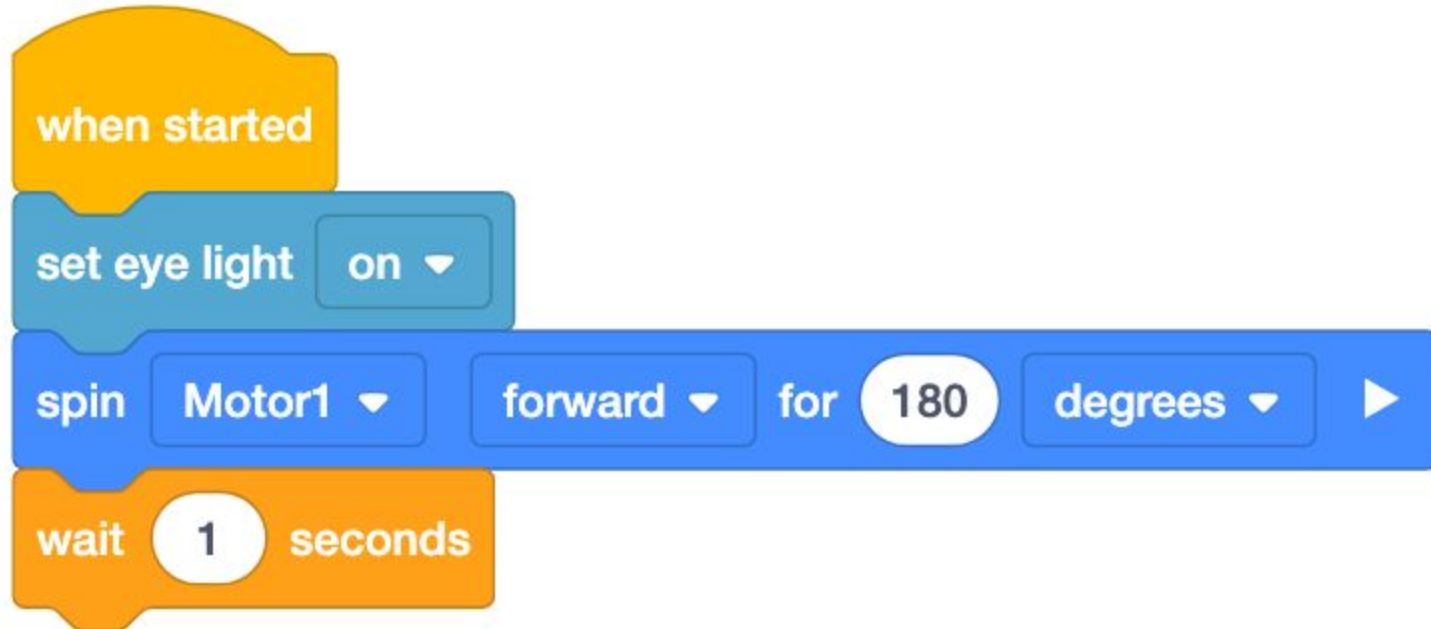 when started
set eye light on
spin Motor1 forward for 180 degrees
wait 1 seconds